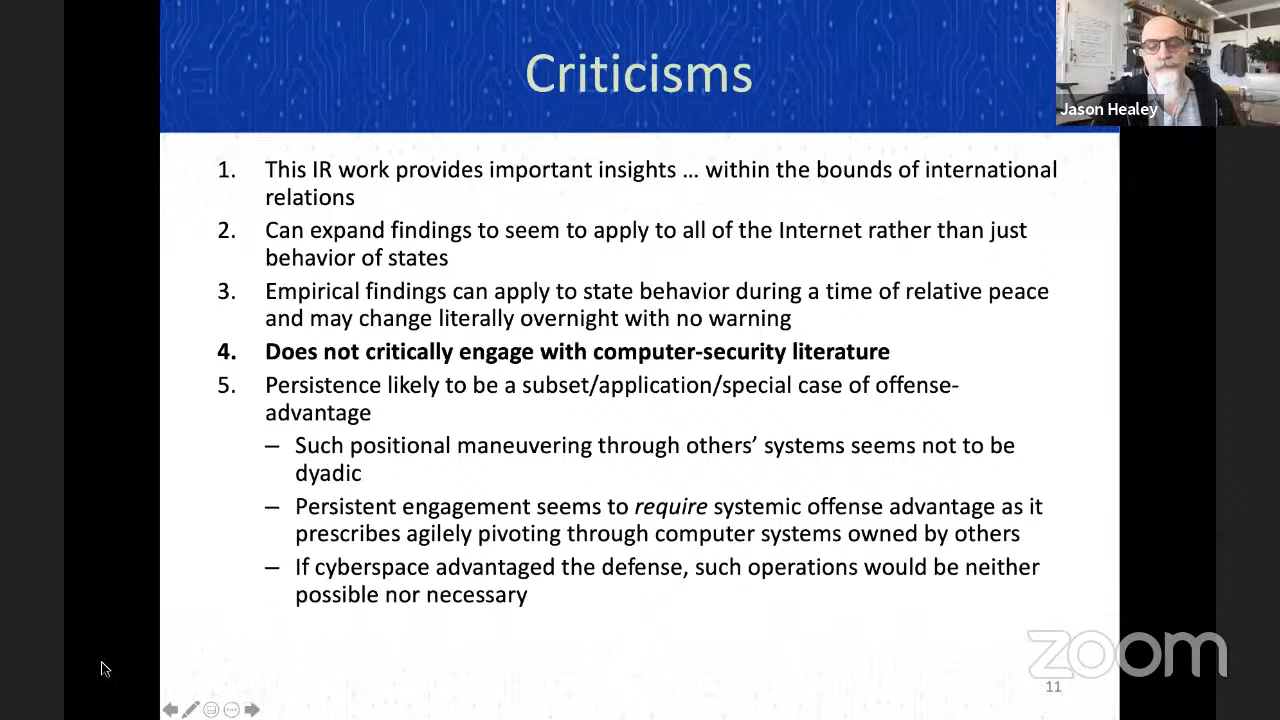 Criticisms
Jason Healey
1. This IR work provides important insights … within the bounds of international
relations
2. Can expand findings to seem to apply to all of the Internet rather than just
behavior of states
3. Empirical findings can apply to state behavior during a time of relative peace
and may change literally overnight with no warning
4. Does not critically engage with computer-security literature
5. Persistence likely to be a subset/application/special case of offense-
advantage
– Such positional maneuvering through others’ systems seems not to be
dyadic
– Persistent engagement seems to require systemic offense advantage as it
prescribes agilely pivoting through computer systems owned by others
– If cyberspace advantaged the defense, such operations would be neither
possible nor necessary
zoom
11